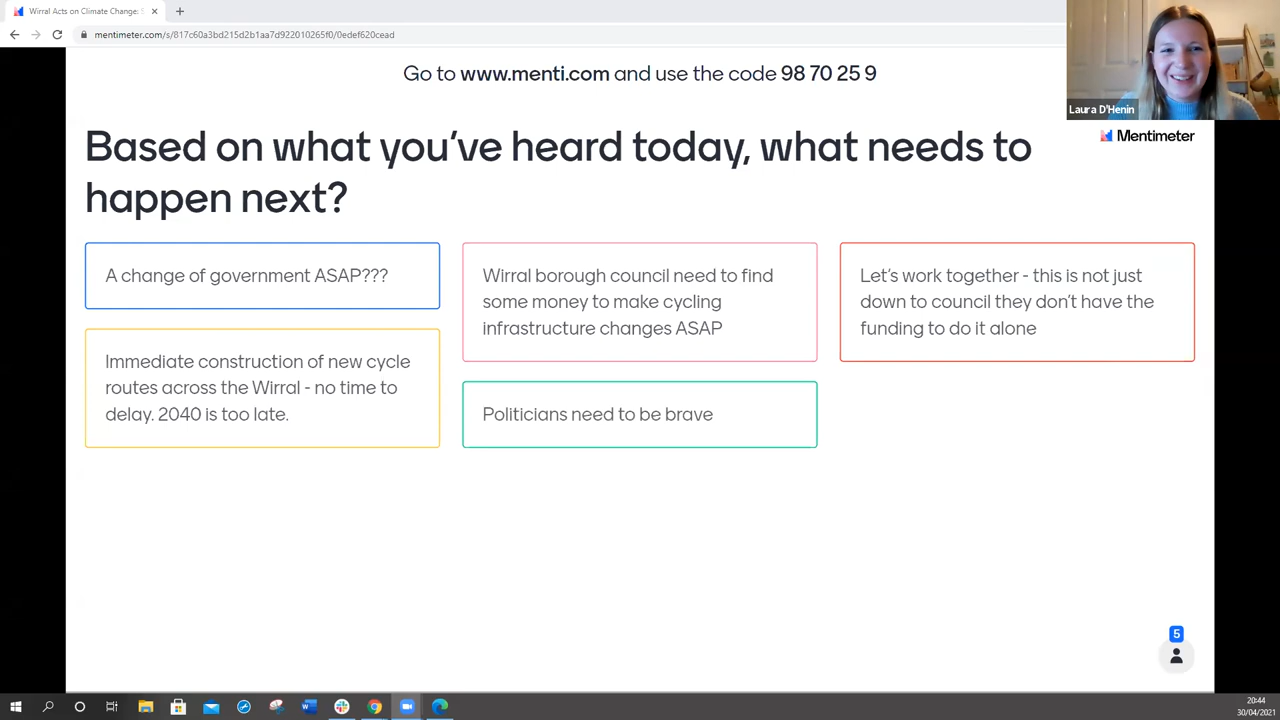 Wirral Acts on Climate Change: S
mentimeter.com/s/817c60a3bd215d2b1aa7d922010265f0/0edef620cead
Go to www.menti.com and use the code 98 70 25 9
Laura D'Henin
Mentimeter
Based on what you've heard today, what needs to
happen next?
A change of government ASAP???
Immediate construction of new cycle
routes across the Wirral - no time to
delay. 2040 is too late.
Wirral borough council need to find
some money to make cycling
infrastructure changes ASAP
Politicians need to be brave
Let's work together - this is not just
down to council they don't have the
funding to do it alone
5
20:44
30/04/2021